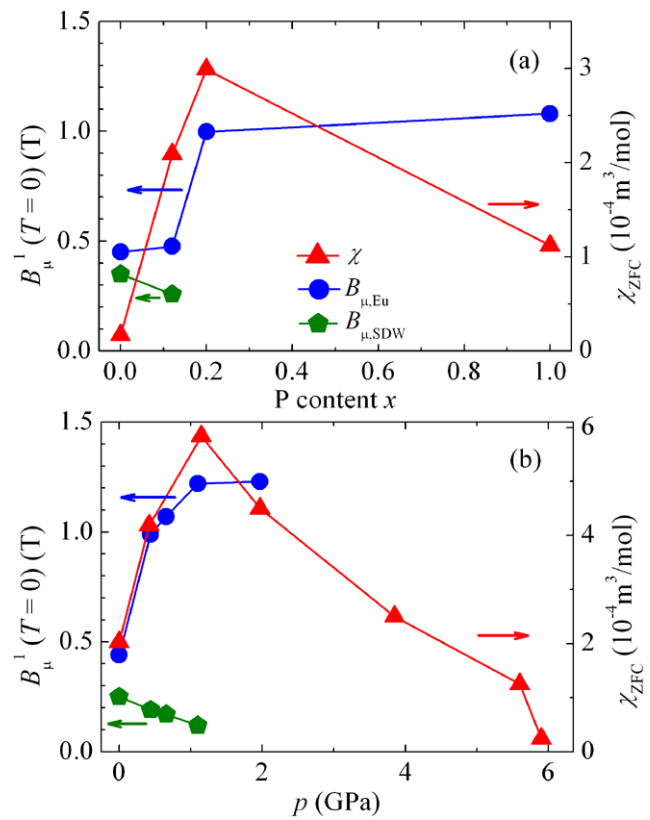 1.5
1.0
0.5
0.0
B_μ^1 (T = 0) (T)
(a)
χ
B_μ,Eu
B_μ,SDW
3
2
1
0
χ_ZFC (10^-4 m^3/mol)
0.0 0.2 0.4 0.6 0.8 1.0
P content x
1.5
1.0
0.5
0.0
B_μ^1 (T = 0) (T)
(b)
6
4
2
0
χ_ZFC (10^-4 m^3/mol)
0 2 4 6
p (GPa)